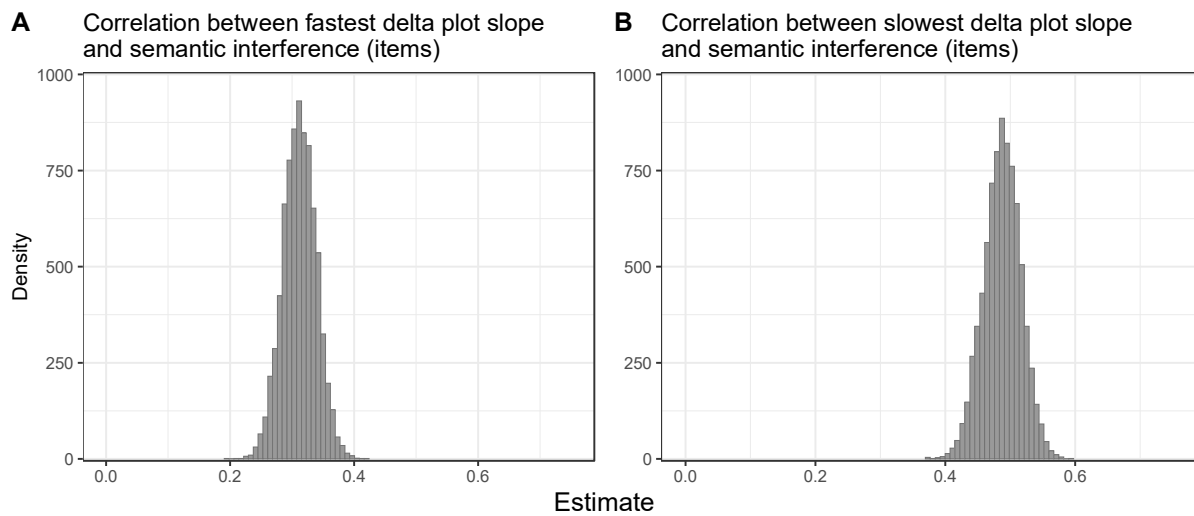 A Correlation between fastest delta plot slope
and semantic interference (items)
B Correlation between slowest delta plot slope
and semantic interference (items)
Density
1000
750
500
250
0
0.0 0.2 0.4 0.6
1000
750
500
250
0
0.0 0.2 0.4 0.6
Estimate